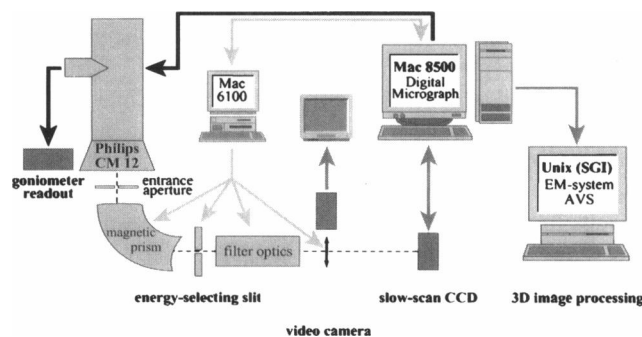 Mac
6100
Mac 8500
Digital
Micrograph
Philips
CM 12
goniometer
readout
entrance
aperture
Unix (SGI)
EM-system
AVS
magnetic
prism
filter optics
energy-selecting slit
slow-scan CCD
3D image processing
video camera